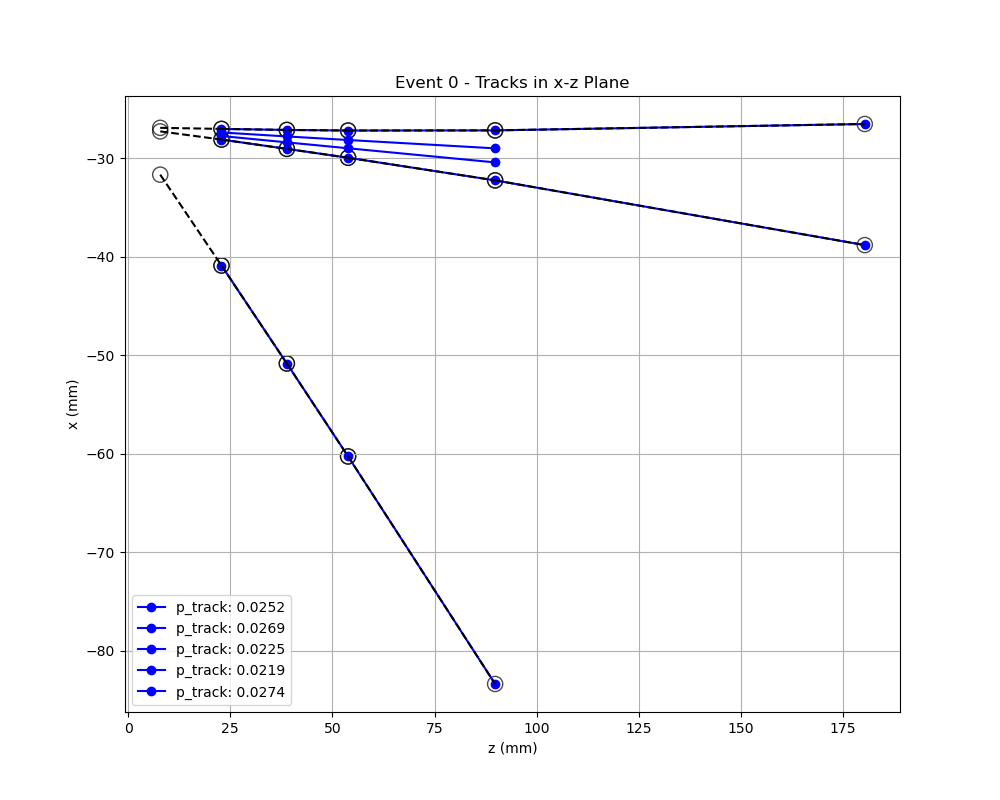 Event 0 - Tracks in x-z Plane
x (mm)
−30
−40
−50
−60
−70
−80
p_track: 0.0252
p_track: 0.0269
p_track: 0.0225
p_track: 0.0219
p_track: 0.0274
0 25 50 75 100 125 150 175
z (mm)